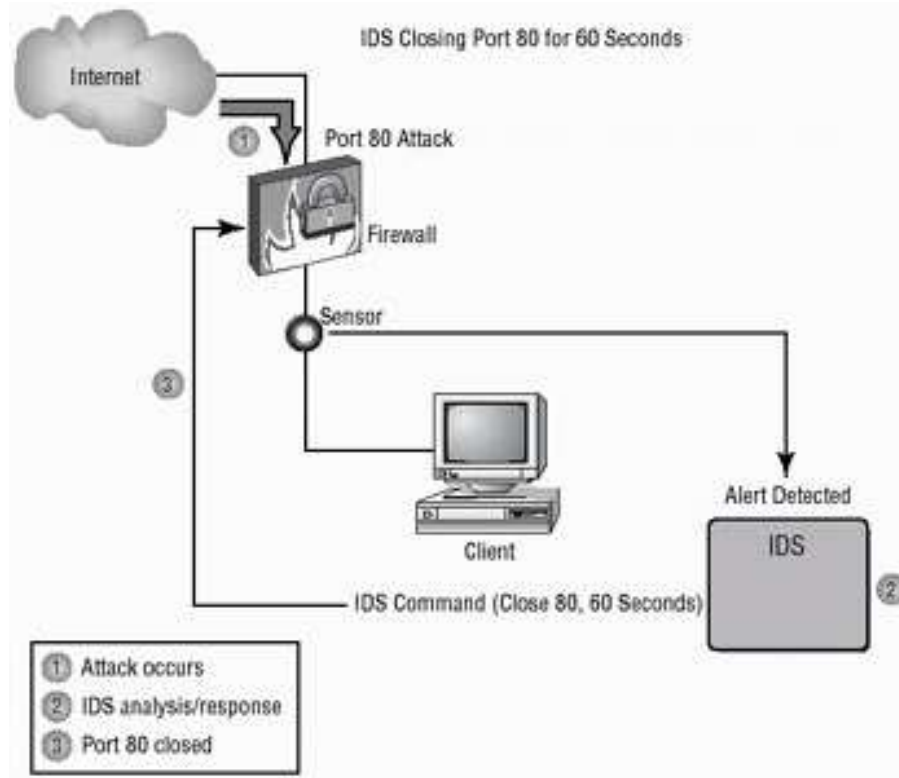 IDS Closing Port 80 for 60 Seconds
Internet
1
Port 80 Attack
Firewall
Sensor
3
Client
Alert Detected
IDS
2
IDS Command (Close 80, 60 Seconds)
1 Attack occurs
2 IDS analysis/response
3 Port 80 closed